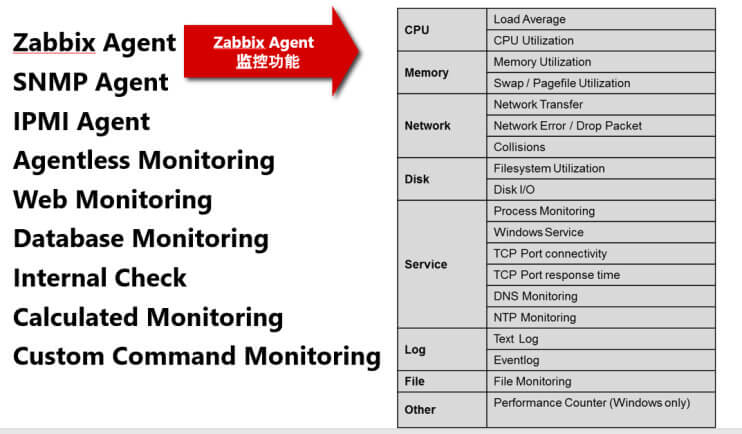 Zabbix Agent
SNMP Agent
IPMI Agent
Agentless Monitoring
Web Monitoring
Database Monitoring
Internal Check
Calculated Monitoring
Custom Command Monitoring
Zabbix Agent
监控功能
CPU
Load Average
CPU Utilization
Memory
Memory Utilization
Swap / Pagefile Utilization
Network
Network Transfer
Network Error / Drop Packet
Collisions
Disk
Filesystem Utilization
Disk I/O
Service
Process Monitoring
Windows Service
TCP Port connectivity
TCP Port response time
DNS Monitoring
NTP Monitoring
Log
Text Log
Eventlog
File
File Monitoring
Other
Performance Counter (Windows only)